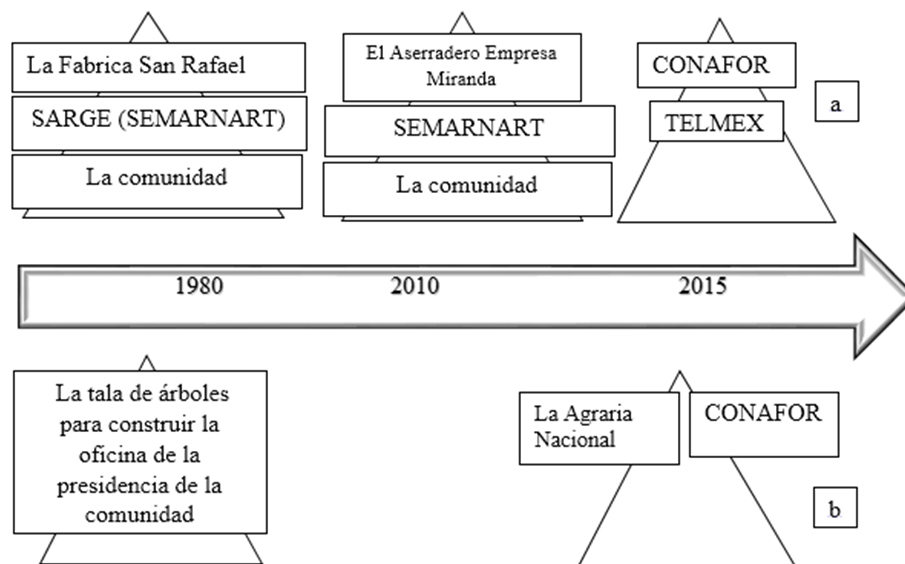 La Fabrica San Rafael
SARGE (SEMARNART)
La comunidad
El Aserradero Empresa
Miranda
SEMARNART
La comunidad
CONAFOR
TELMEX
a
1980
2010
2015
La tala de árboles
para construir la
oficina de la
presidencia de la
comunidad
La Agraria
Nacional
CONAFOR
b